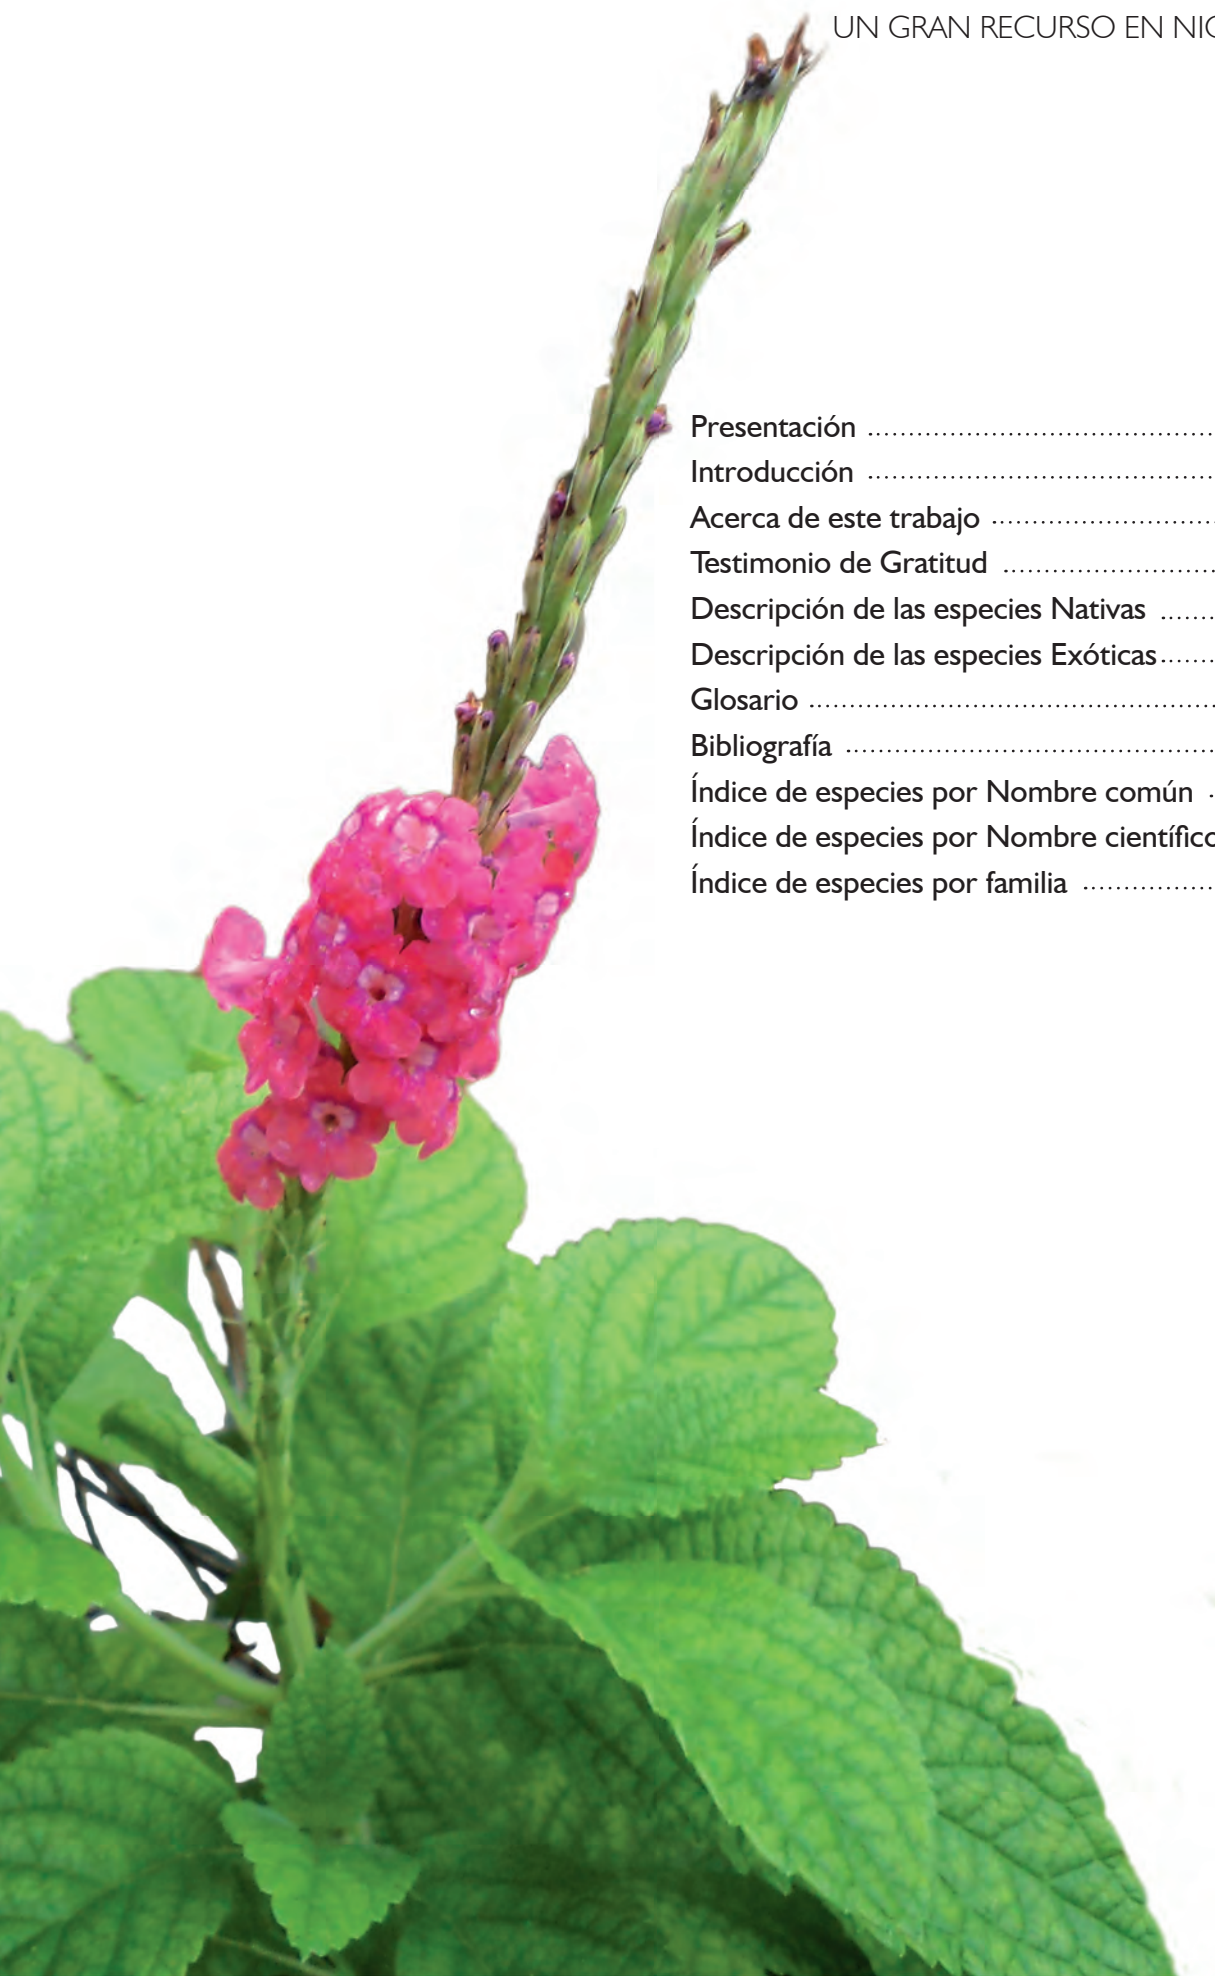 UN GRAN RECURSO EN NIC
Presentación ..............................................
Introducción ..............................................
Acerca de este trabajo ..............................
Testimonio de Gratitud .............................
Descripción de las especies Nativas .......
Descripción de las especies Exóticas.......
Glosario ......................................................
Bibliografía .................................................
Índice de especies por Nombre común .
Índice de especies por Nombre científico
Índice de especies por familia .................